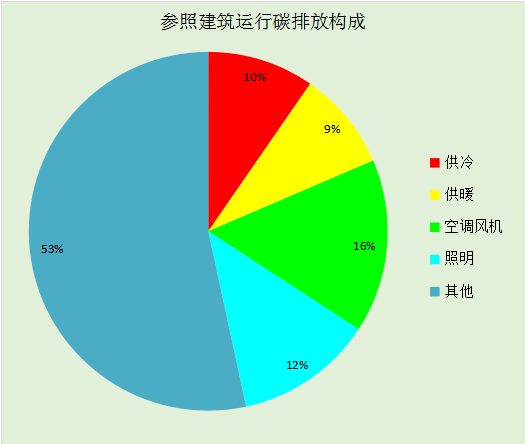 参照建筑运行碳排放构成
10%
9%
16%
12%
53%
供冷
供暖
空调风机
照明
其他